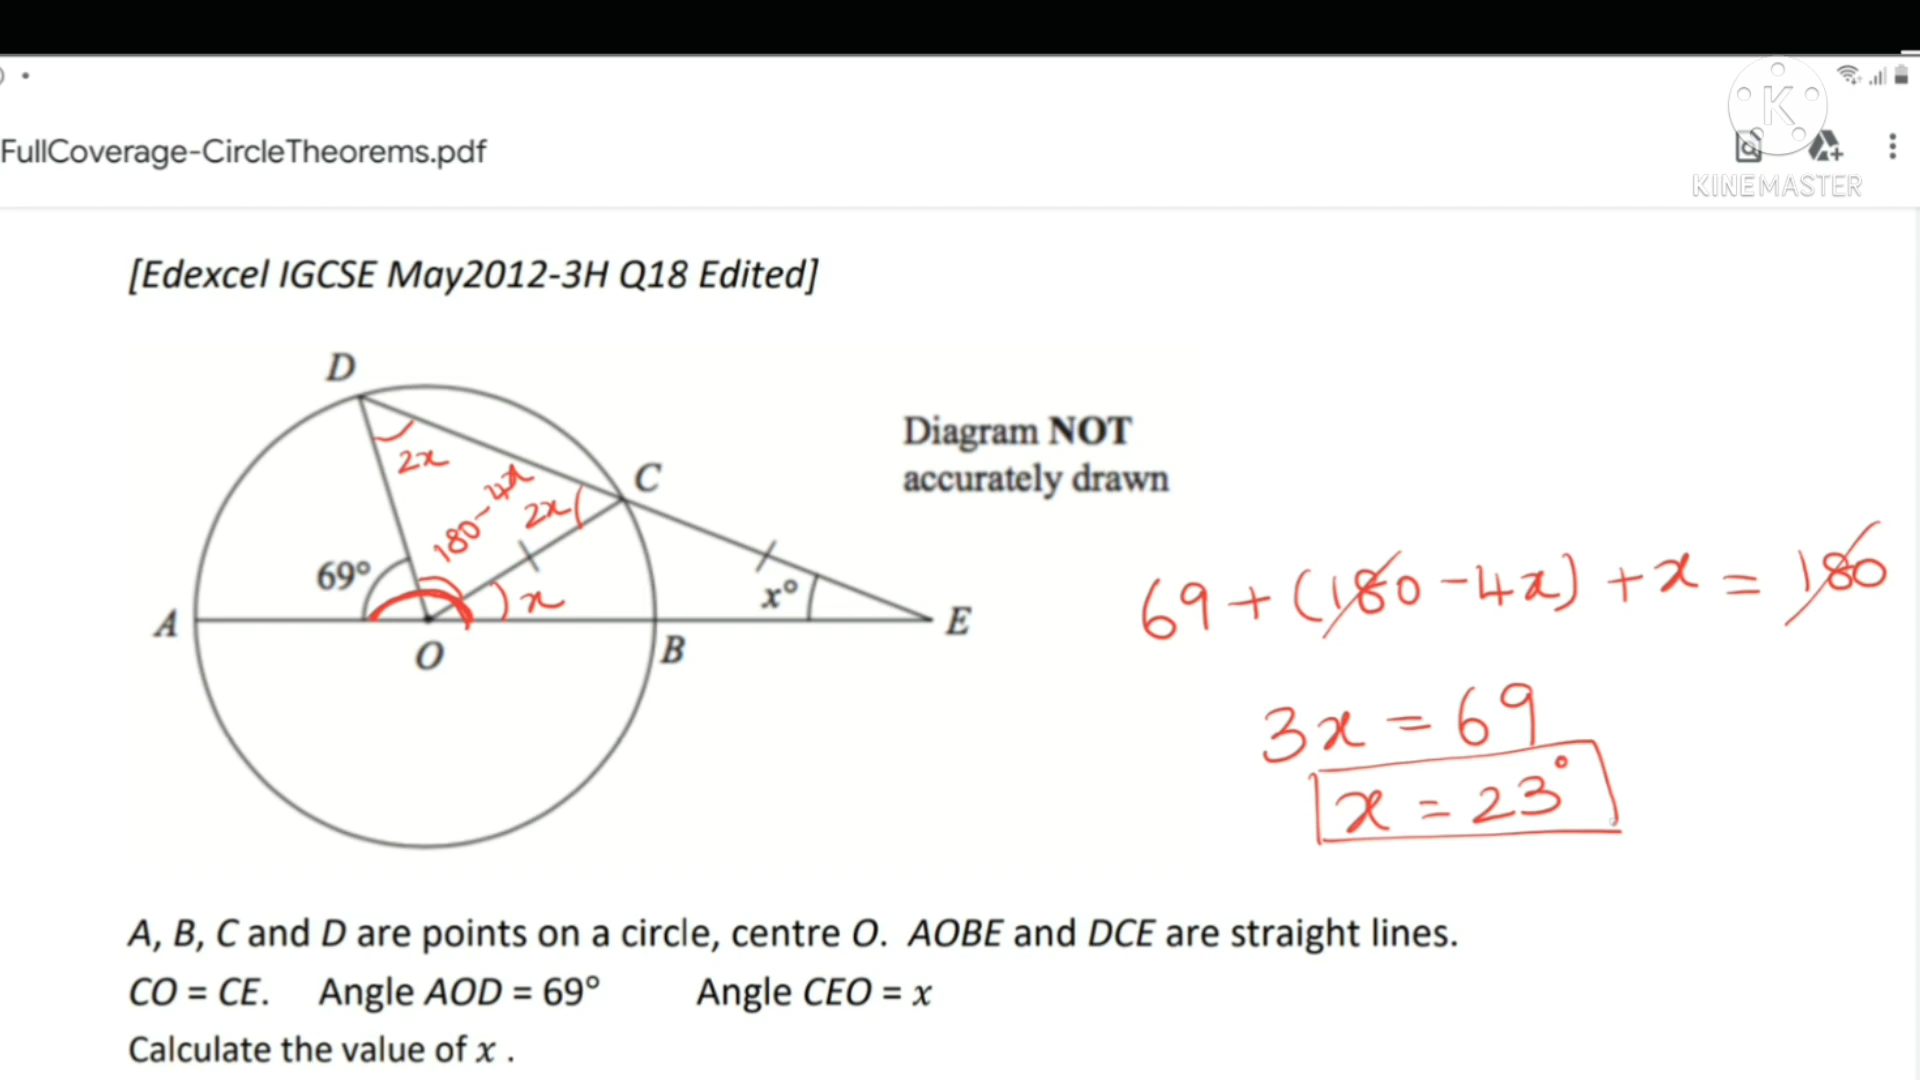 FullCoverage-CircleTheorems.pdf
K
KINEMASTER
[Edexcel IGCSE May2012-3H Q18 Edited]
D
2x
180-4x
2x
C
Diagram NOT
accurately drawn
69°
x
x°
A
O
B
E
69 + (180 - 4x) + x = 180
3x = 69
x = 23°
A, B, C and D are points on a circle, centre O. AOBE and DCE are straight lines.
CO = CE. Angle AOD = 69° Angle CEO = x
Calculate the value of x .